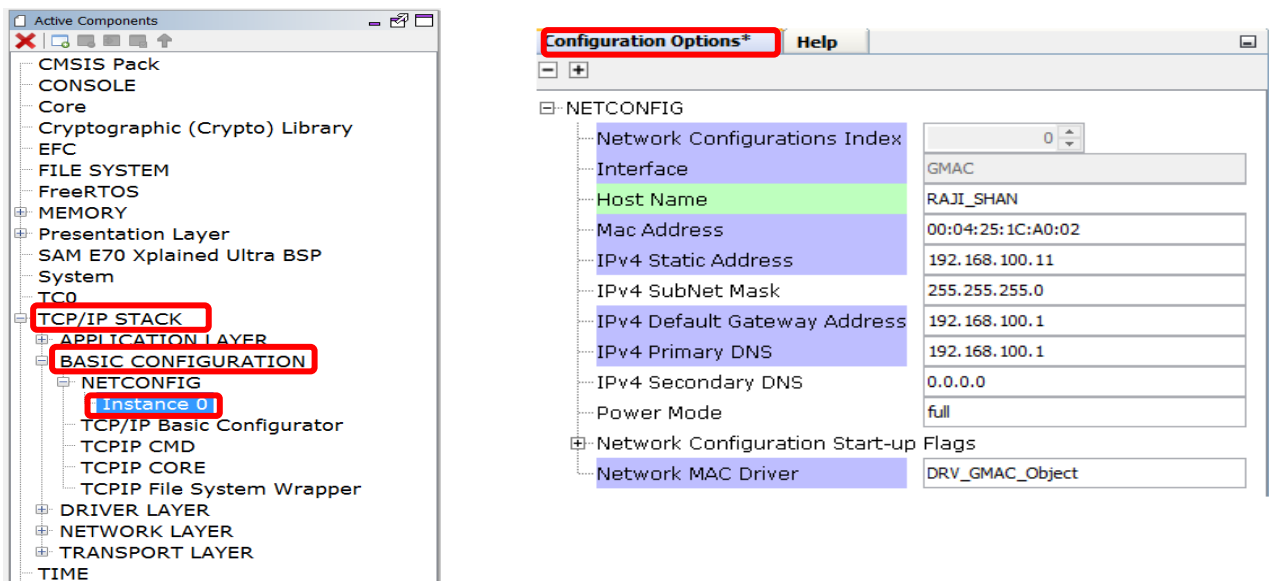 Active Components
CMSIS Pack
CONSOLE
Core
Cryptographic (Crypto) Library
EFC
FILE SYSTEM
FreeRTOS
MEMORY
Presentation Layer
SAM E70 Xplained Ultra BSP
System
TC0
TCP/IP STACK
APPLICATION LAYER
BASIC CONFIGURATION
NETCONFIG
Instance 0
TCP/IP Basic Configurator
TCPIP CMD
TCPIP CORE
TCPIP File System Wrapper
DRIVER LAYER
NETWORK LAYER
TRANSPORT LAYER
TIME
Configuration Options* Help
NETCONFIG
Network Configurations Index 0
Interface GMAC
Host Name RAJI_SHAN
Mac Address 00:04:25:1C:A0:02
IPv4 Static Address 192.168.100.11
IPv4 SubNet Mask 255.255.255.0
IPv4 Default Gateway Address 192.168.100.1
IPv4 Primary DNS 192.168.100.1
IPv4 Secondary DNS 0.0.0.0
Power Mode full
Network Configuration Start-up Flags
Network MAC Driver DRV_GMAC_Object